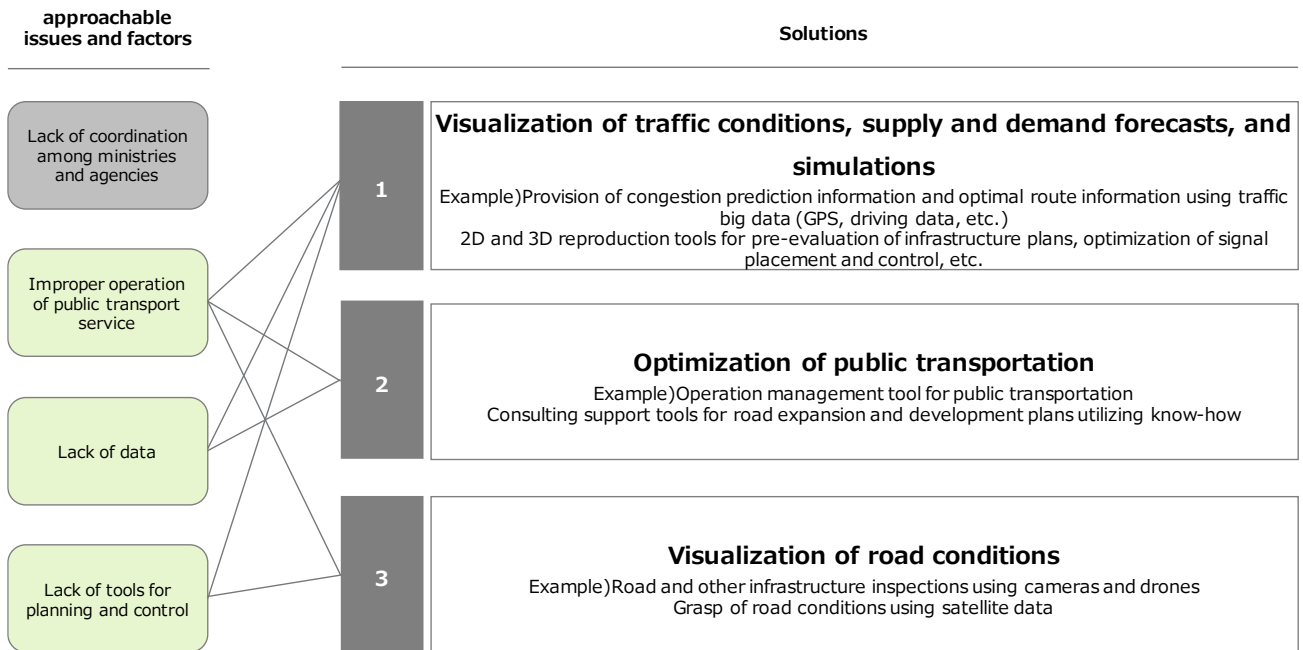 approachable
issues and factors
Solutions
Lack of coordination
among ministries
and agencies
Improper operation
of public transport
service
Lack of data
Lack of tools for
planning and control
1
Visualization of traffic conditions, supply and demand forecasts, and
simulations
Example)Provision of congestion prediction information and optimal route information using traffic
big data (GPS, driving data, etc.)
2D and 3D reproduction tools for pre-evaluation of infrastructure plans, optimization of signal
placement and control, etc.
2
Optimization of public transportation
Example)Operation management tool for public transportation
Consulting support tools for road expansion and development plans utilizing know-how
3
Visualization of road conditions
Example)Road and other infrastructure inspections using cameras and drones
Grasp of road conditions using satellite data